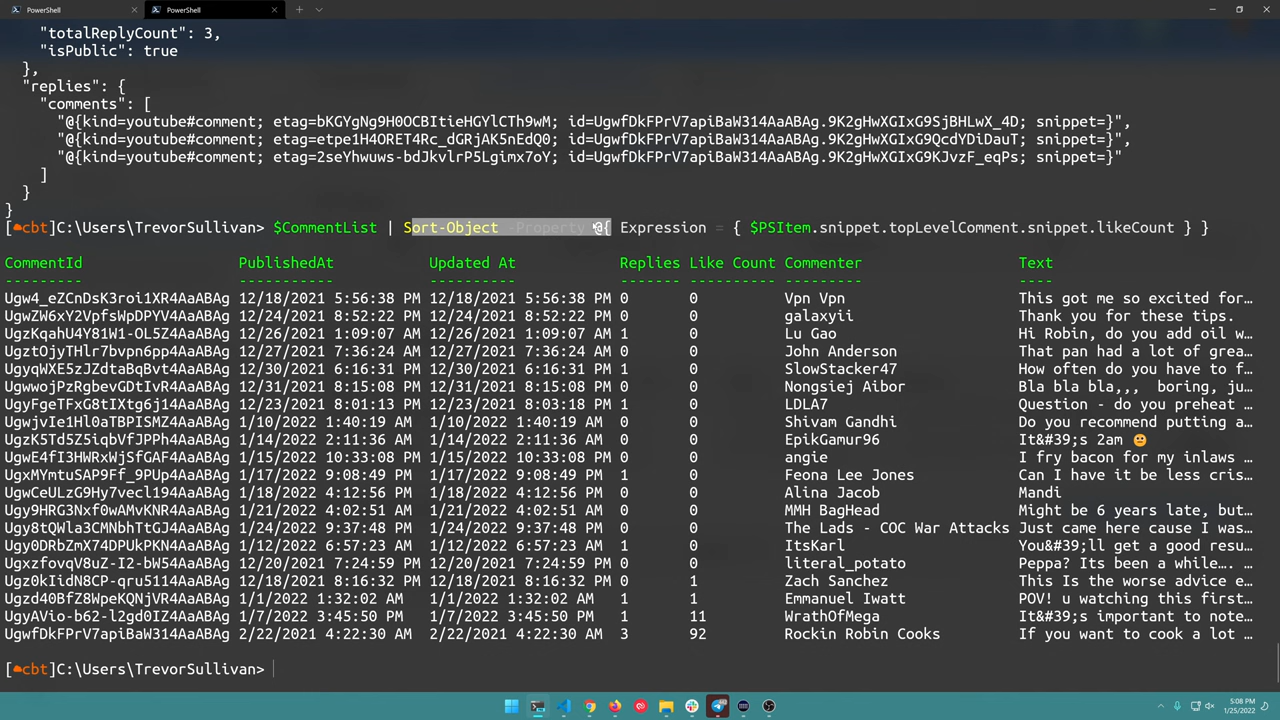 PowerShell
PowerShell
"totalReplyCount": 3,
"isPublic": true
},
"replies": {
"comments": [
"@{kind=youtube#comment; etag=bKGYgNg9H0OCBItieHGYlCTh9wM; id=UgwfDkFPrV7apiBaW314AaABAg.9K2gHwXGIxG9SjBHLwX_4D; snippet=}",
"@{kind=youtube#comment; etag=etpe1H4ORET4Rc_dGRjAK5nEdQ0; id=UgwfDkFPrV7apiBaW314AaABAg.9K2gHwXGIxG9QcdYDiDauT; snippet=}",
"@{kind=youtube#comment; etag=2seYhwuws-bdJkvlrP5Lgimx7oY; id=UgwfDkFPrV7apiBaW314AaABAg.9K2gHwXGIxG9KJvzF_eqPs; snippet=}"
]
}
}
[cbt]C:\Users\TrevorSullivan> $CommentList | Sort-Object -Property @{ Expression = { $PSItem.snippet.topLevelComment.snippet.likeCount } }
CommentId PublishedAt Updated At Replies Like Count Commenter Text
--------- ----------- ---------- ------- ---------- --------- ----
Ugw4_eZCnDsK3roi1XR4AaABAg 12/18/2021 5:56:38 PM 12/18/2021 5:56:38 PM 0 0 Vpn Vpn This got me so excited for…
UgwZW6xY2VpfsWpDPYV4AaABAg 12/24/2021 8:52:22 PM 12/24/2021 8:52:22 PM 0 0 galaxyii Thank you for these tips.
UgzKqahU4Y81W1-OL5Z4AaABAg 12/26/2021 1:09:07 AM 12/26/2021 1:09:07 AM 1 0 Lu Gao Hi Robin, do you add oil w…
UgztOjyTHlr7bvpn6pp4AaABAg 12/27/2021 7:36:24 AM 12/27/2021 7:36:24 AM 0 0 John Anderson That pan had a lot of grea…
UgyqWXE5zBajtZDbtgN4AaABAg 12/30/2021 6:16:31 PM 12/30/2021 6:16:31 PM 1 0 SlowStacker47 How often do you have to f…
UgwwojPzRgbevGDtIvR4AaABAg 12/31/2021 8:15:08 PM 12/31/2021 8:15:08 PM 0 0 Nongsiej Aibor Bla bla bla,,, boring, ju…
UgyFgeTFxG8tIXtg6j14AaABAg 12/23/2021 8:01:13 PM 12/23/2021 8:03:18 PM 1 0 LDLA7 Question - do you preheat …
UgwjvIe1Hl0aTBPISMZ4AaABAg 1/10/2022 1:40:19 AM 1/10/2022 1:40:19 AM 0 0 Shivam Gandhi Do you recommend putting a…
UgzK5Td5Z5iqbVfJPPh4AaABAg 1/14/2022 2:11:36 AM 1/14/2022 2:11:36 AM 0 0 EpikGamur96 It&#39;s 2am 😐
UgwE4fI3HWRxWjSfGAF4AaABAg 1/15/2022 10:33:08 PM 1/15/2022 10:33:08 PM 0 0 angie I fry bacon for my inlaws …
UgxMYmtuSAP9Ff_9PUp4AaABAg 1/17/2022 9:08:49 PM 1/17/2022 9:08:49 PM 1 0 Feona Lee Jones Can I have it be less cris…
UgwCeULzG9Hy7vecl194AaABAg 1/18/2022 4:12:56 PM 1/18/2022 4:12:56 PM 0 0 Alina Jacob Mandi
Ugy9HRG3Nxf0wAMvKNR4AaABAg 1/21/2022 4:02:51 AM 1/21/2022 4:02:51 AM 0 0 MMH BagHead Might be 6 years late, but…
Ugy8tQWla3CMNbhTtGJ4AaABAg 1/24/2022 9:37:48 PM 1/24/2022 9:37:48 PM 0 0 The Lads - COC War Attacks Just came here cause I was…
Ugy0DRbZmX74DPUkPKN4AaABAg 1/12/2022 6:57:23 AM 1/12/2022 6:57:23 AM 1 0 ItsKarl You&#39;ll get a good resu…
UgxzfovqV8uZ-I2-bW54AaABAg 12/20/2021 7:24:59 PM 12/20/2021 7:24:59 PM 0 0 literal_potato Peppa? Its been a while…. …
Ugz0kIidN8CP-qru5114AaABAg 12/18/2021 8:16:32 PM 12/18/2021 8:16:32 PM 0 1 Zach Sanchez This Is the worse advice e…
Ugzd40BfZ8WpeKQNjVR4AaABAg 1/1/2022 1:32:02 AM 1/1/2022 1:32:02 AM 1 1 Emmanuel Iwatt POV! u watching this first…
UgyAVio-b62-l2gd0IZ4AaABAg 1/7/2022 3:45:50 PM 1/7/2022 3:45:50 PM 1 11 WrathOfMega It&#39;s important to note…
UgwfDkFPrV7apiBaW314AaABAg 2/22/2021 4:22:30 AM 2/22/2021 4:22:30 AM 3 92 Rockin Robin Cooks If you want to cook a lot …
[cbt]C:\Users\TrevorSullivan>
5:08 PM
1/25/2022